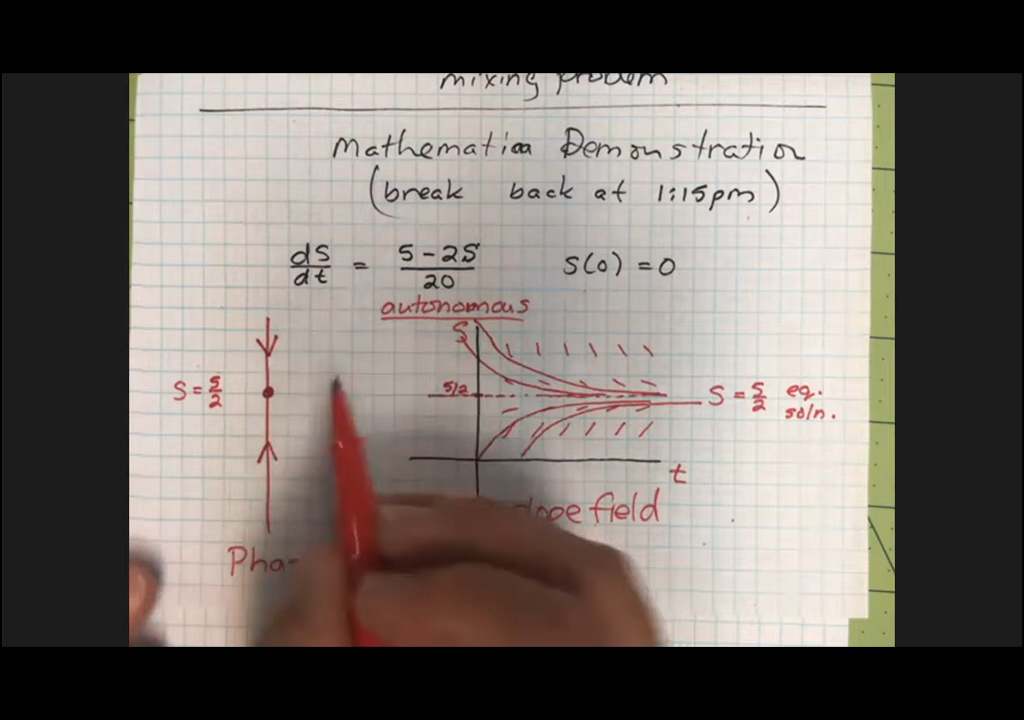 mixing problem
Mathematica Demonstration
(break back at 1:15pm)
dS/dt = 5-2S/20 S(0) = 0
autonomous
S
S = 5/2
5/2
S = 5/2 eq. soln.
t
field